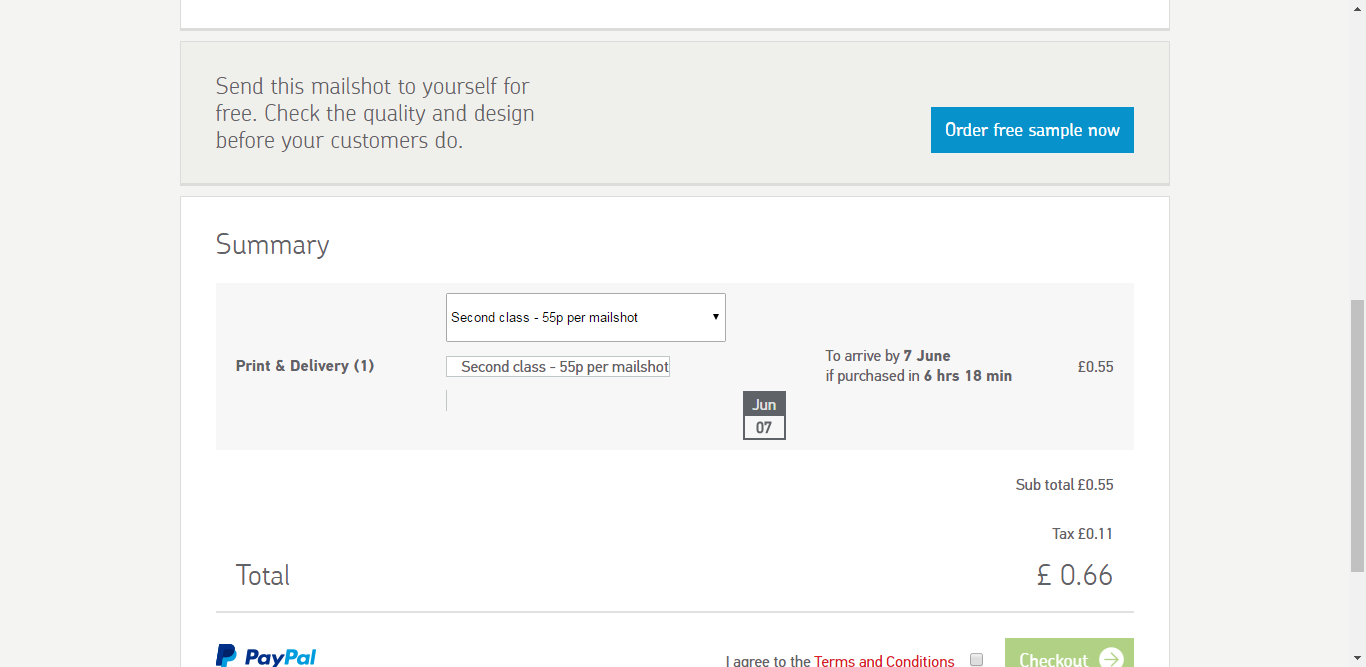 Send this mailshot to yourself for
free. Check the quality and design
before your customers do.
Order free sample now
Summary
Second class - 55p per mailshot
Print & Delivery (1)
Second class - 55p per mailshot
To arrive by 7 June
if purchased in 6 hrs 18 min
£0.55
Jun
07
Sub total £0.55
Tax £0.11
Total
£ 0.66
PayPal
I agree to the Terms and Conditions
Checkout